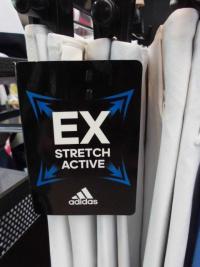 EX
STRETCH
ACTIVE
adidas